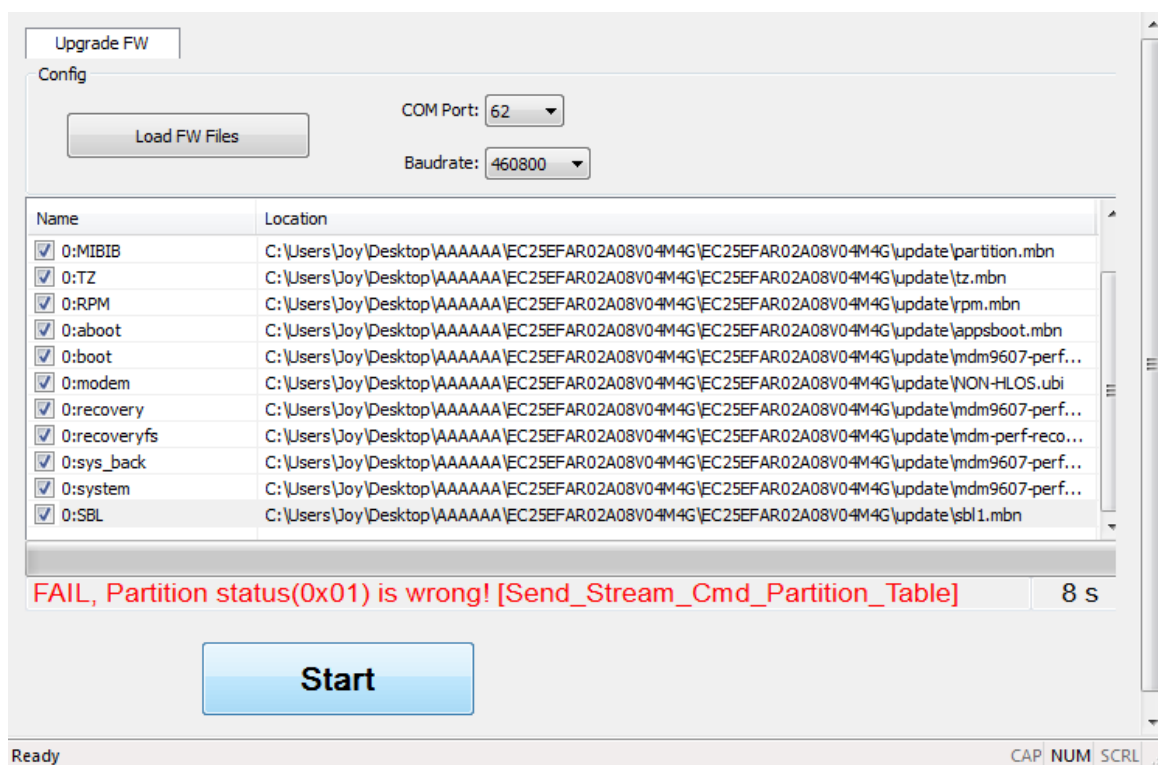 Upgrade FW
Config
Load FW Files
COM Port: 62
Baudrate: 460800
Name Location
0:MIBIB C:\Users\Joy\Desktop\AAAAAA\EC25EFAR02A08V04M4G\EC25EFAR02A08V04M4G\update\partition.mbn
0:TZ C:\Users\Joy\Desktop\AAAAAA\EC25EFAR02A08V04M4G\EC25EFAR02A08V04M4G\update\tz.mbn
0:RPM C:\Users\Joy\Desktop\AAAAAA\EC25EFAR02A08V04M4G\EC25EFAR02A08V04M4G\update\rpm.mbn
0:aboot C:\Users\Joy\Desktop\AAAAAA\EC25EFAR02A08V04M4G\EC25EFAR02A08V04M4G\update\appsboot.mbn
0:boot C:\Users\Joy\Desktop\AAAAAA\EC25EFAR02A08V04M4G\EC25EFAR02A08V04M4G\update\mdm9607-perf...
0:modem C:\Users\Joy\Desktop\AAAAAA\EC25EFAR02A08V04M4G\EC25EFAR02A08V04M4G\update\NON-HLOS.ubi
0:recovery C:\Users\Joy\Desktop\AAAAAA\EC25EFAR02A08V04M4G\EC25EFAR02A08V04M4G\update\mdm9607-perf...
0:recoveryfs C:\Users\Joy\Desktop\AAAAAA\EC25EFAR02A08V04M4G\EC25EFAR02A08V04M4G\update\mdm-perf-reco...
0:sys_back C:\Users\Joy\Desktop\AAAAAA\EC25EFAR02A08V04M4G\EC25EFAR02A08V04M4G\update\mdm9607-perf...
0:system C:\Users\Joy\Desktop\AAAAAA\EC25EFAR02A08V04M4G\EC25EFAR02A08V04M4G\update\mdm9607-perf...
0:SBL C:\Users\Joy\Desktop\AAAAAA\EC25EFAR02A08V04M4G\EC25EFAR02A08V04M4G\update\sbl1.mbn
FAIL, Partition status(0x01) is wrong! [Send_Stream_Cmd_Partition_Table] 8 s
Start
Ready CAP NUM SCRL